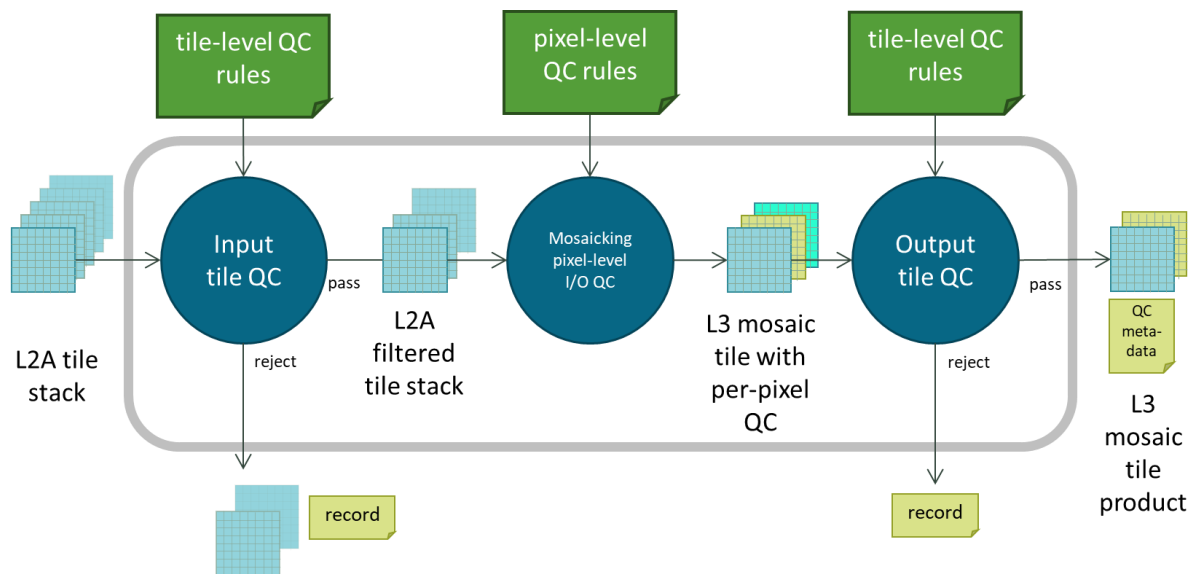 tile-level QC
rules
pixel-level
QC rules
tile-level QC
rules
Input
tile QC
pass
reject
Mosaicking
pixel-level
I/O QC
Output
tile QC
pass
reject
L2A tile
stack
L2A
filtered
tile stack
L3 mosaic
tile with
per-pixel
QC
QC
meta-
data
L3
mosaic
tile
product
record
record